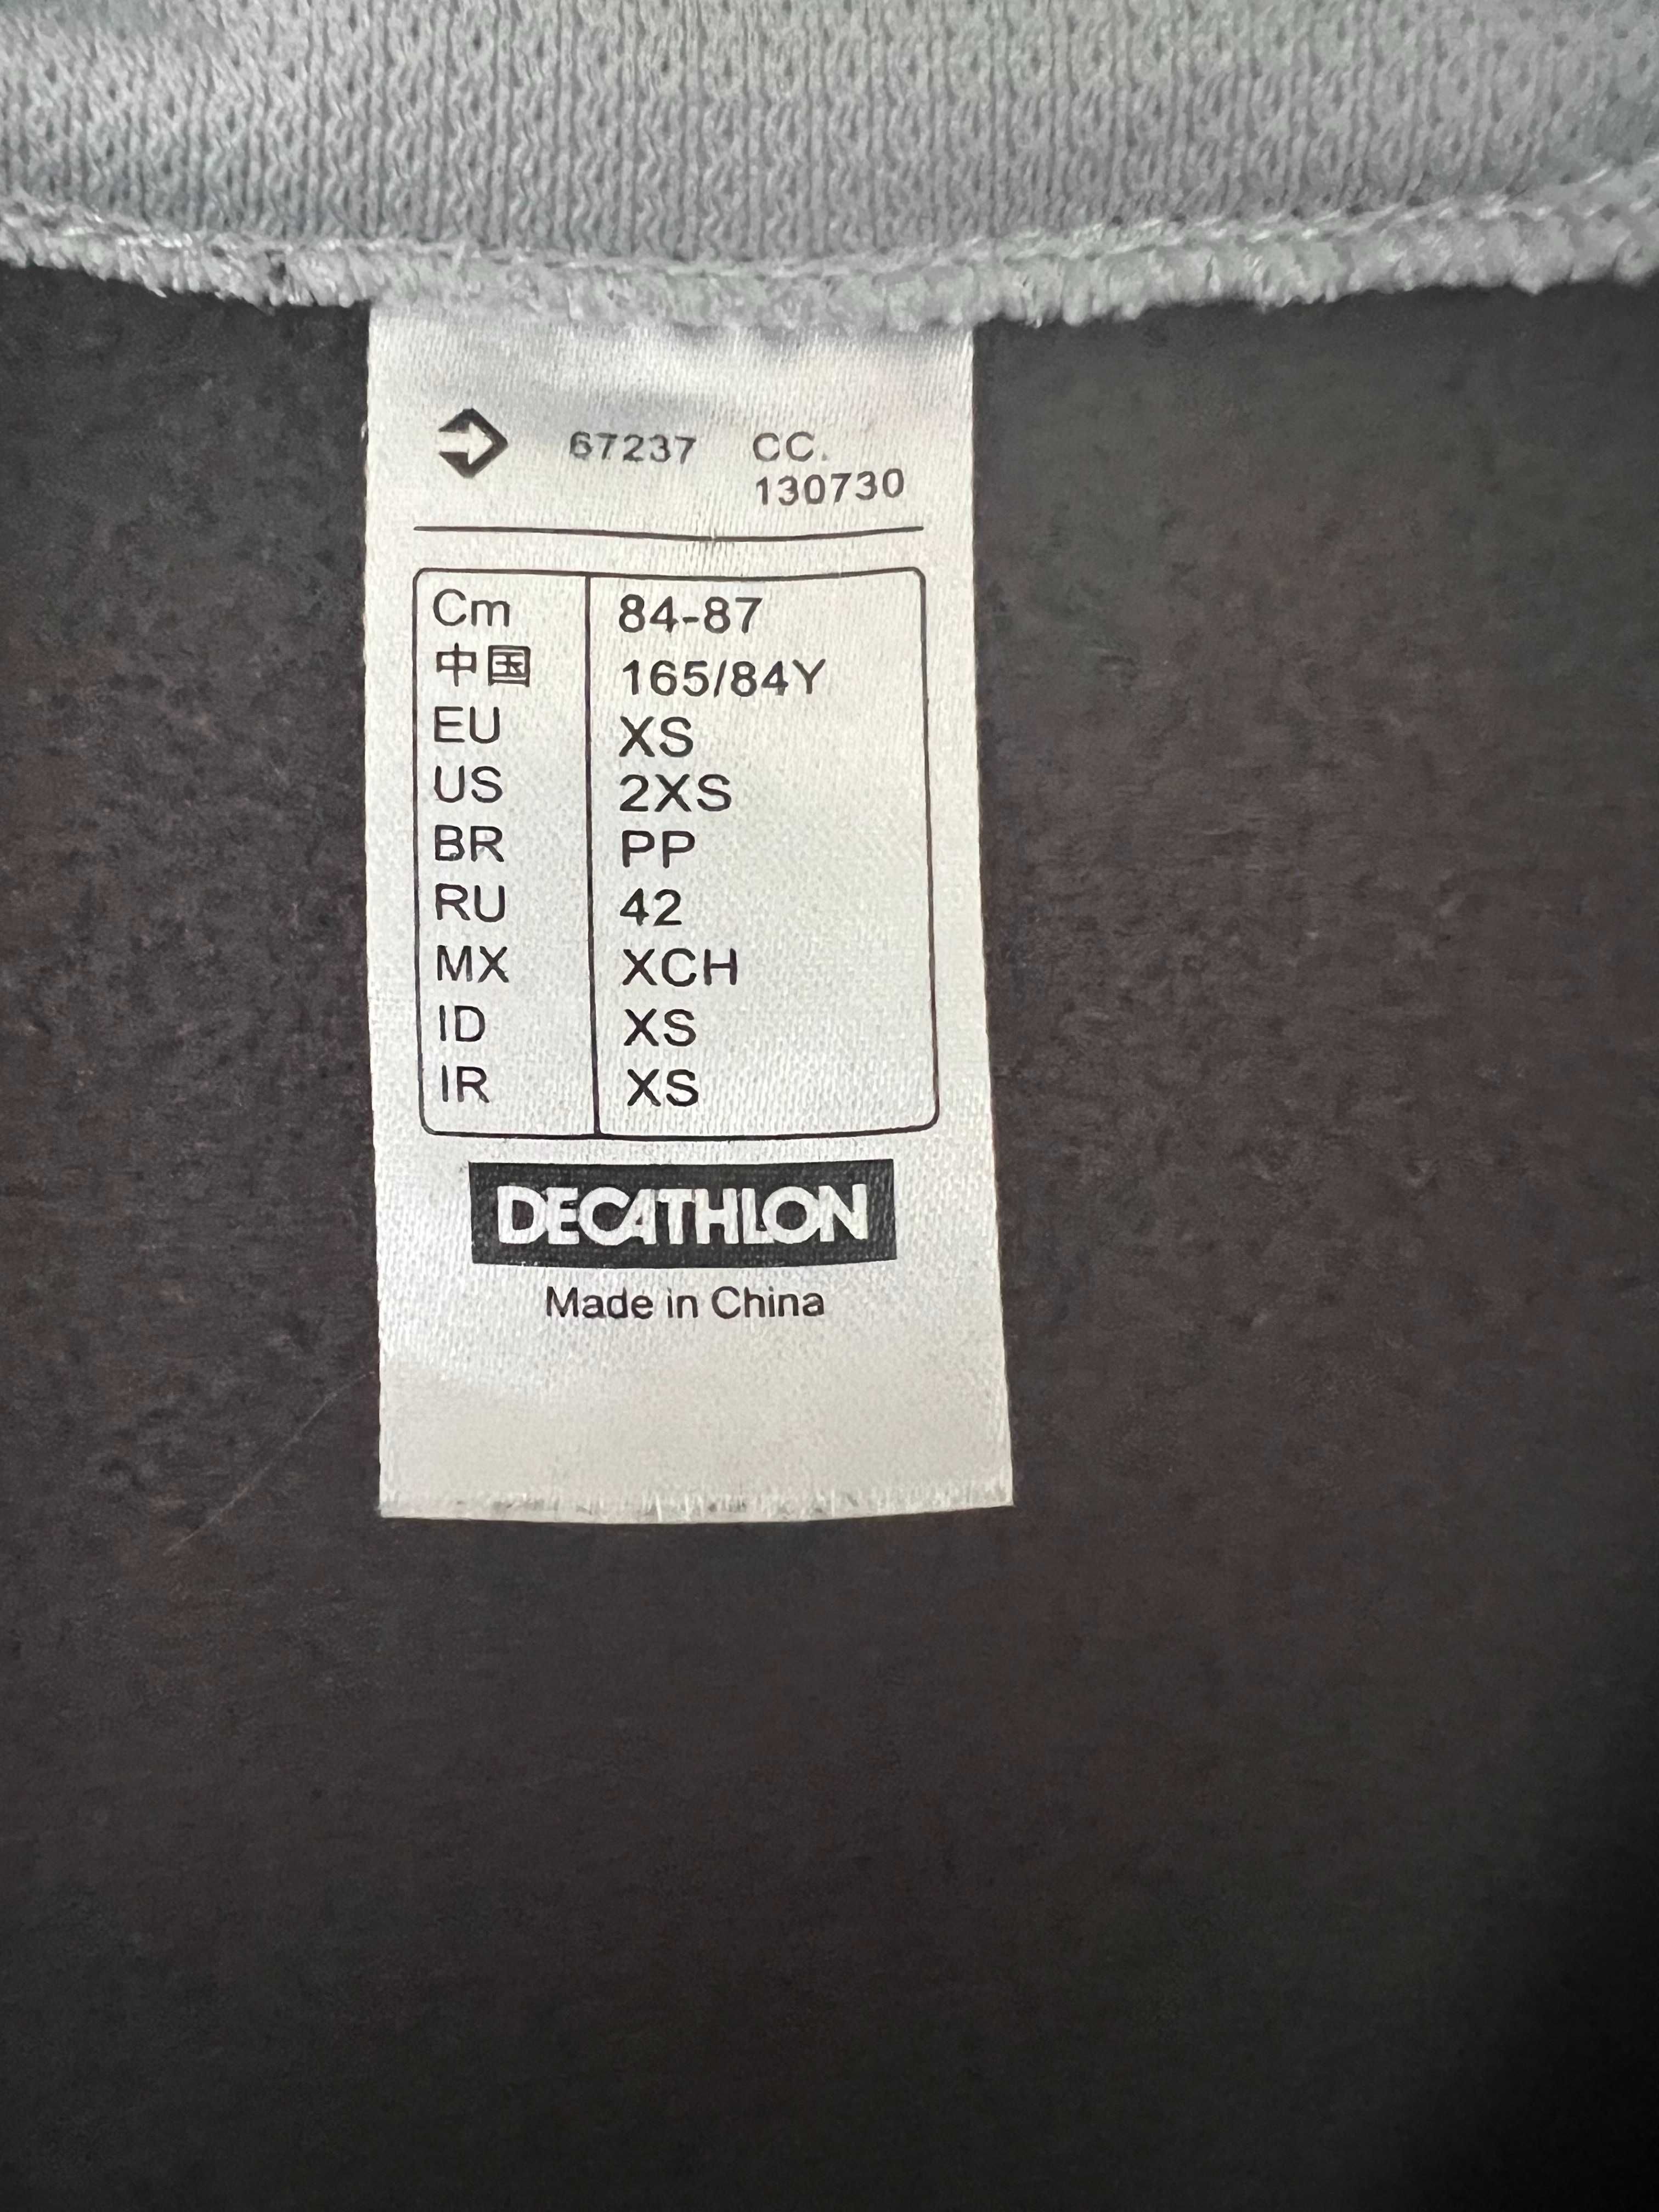 67237 CC.
130730
Cm 84-87
中国 165/84Y
EU XS
US 2XS
BR PP
RU 42
MX XCH
ID XS
IR XS
DECATHLON
Made in China